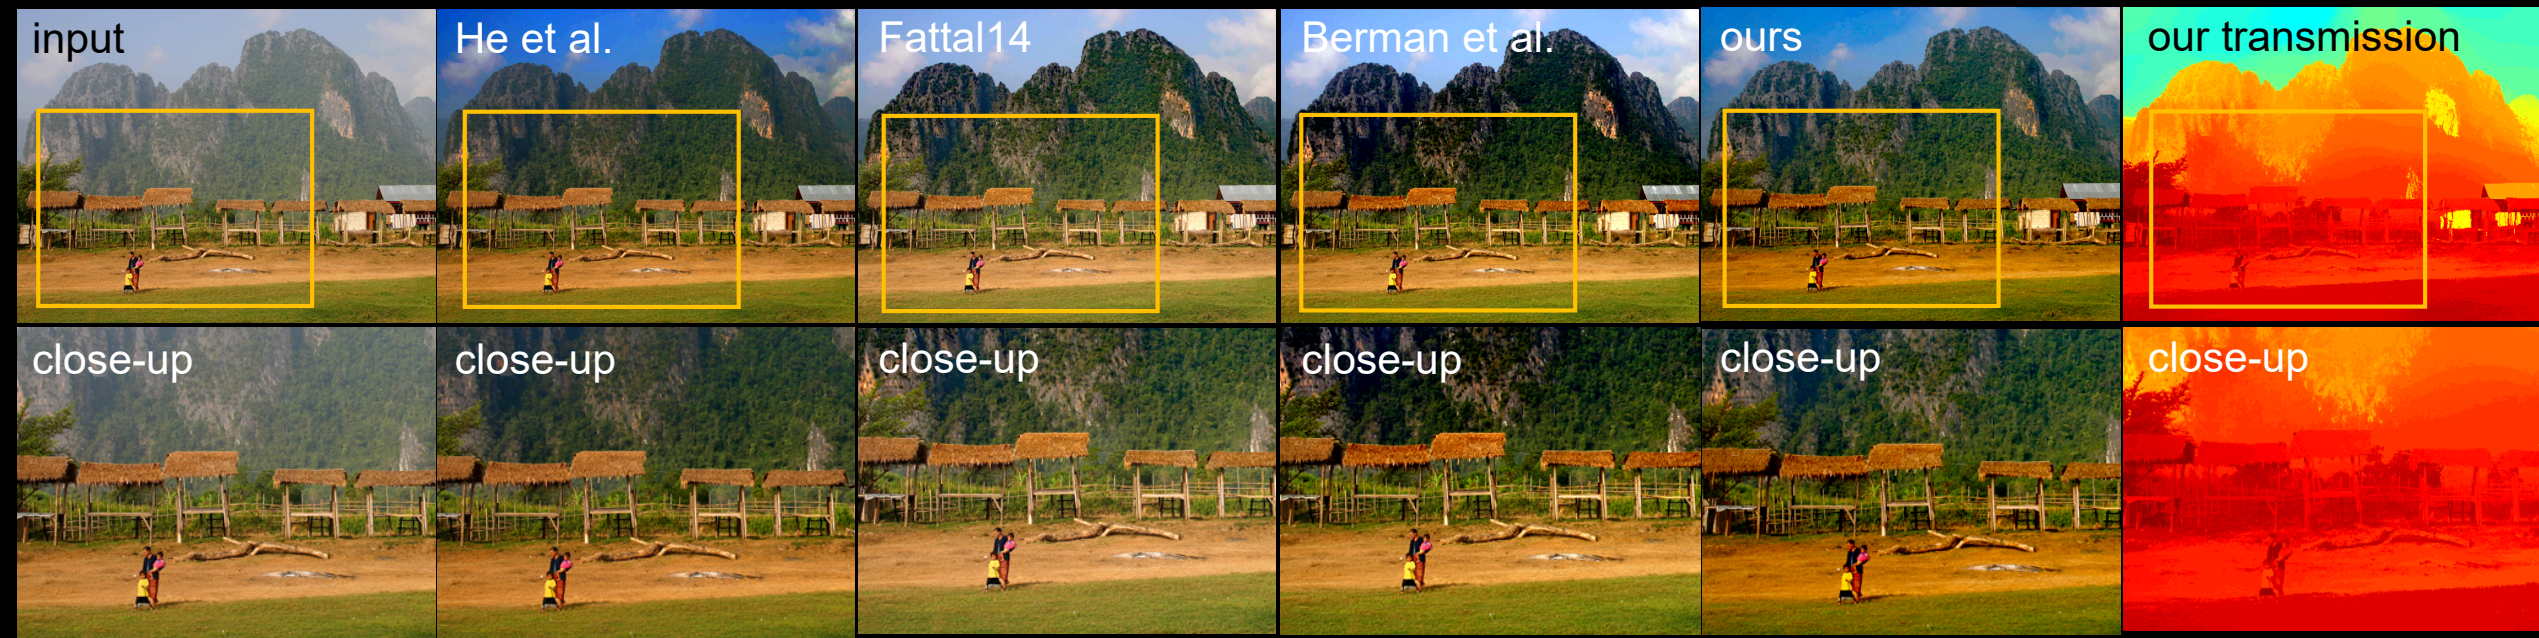 input
He et al.
Fattal14
Berman et al.
ours
our transmission
close-up
close-up
close-up
close-up
close-up
close-up